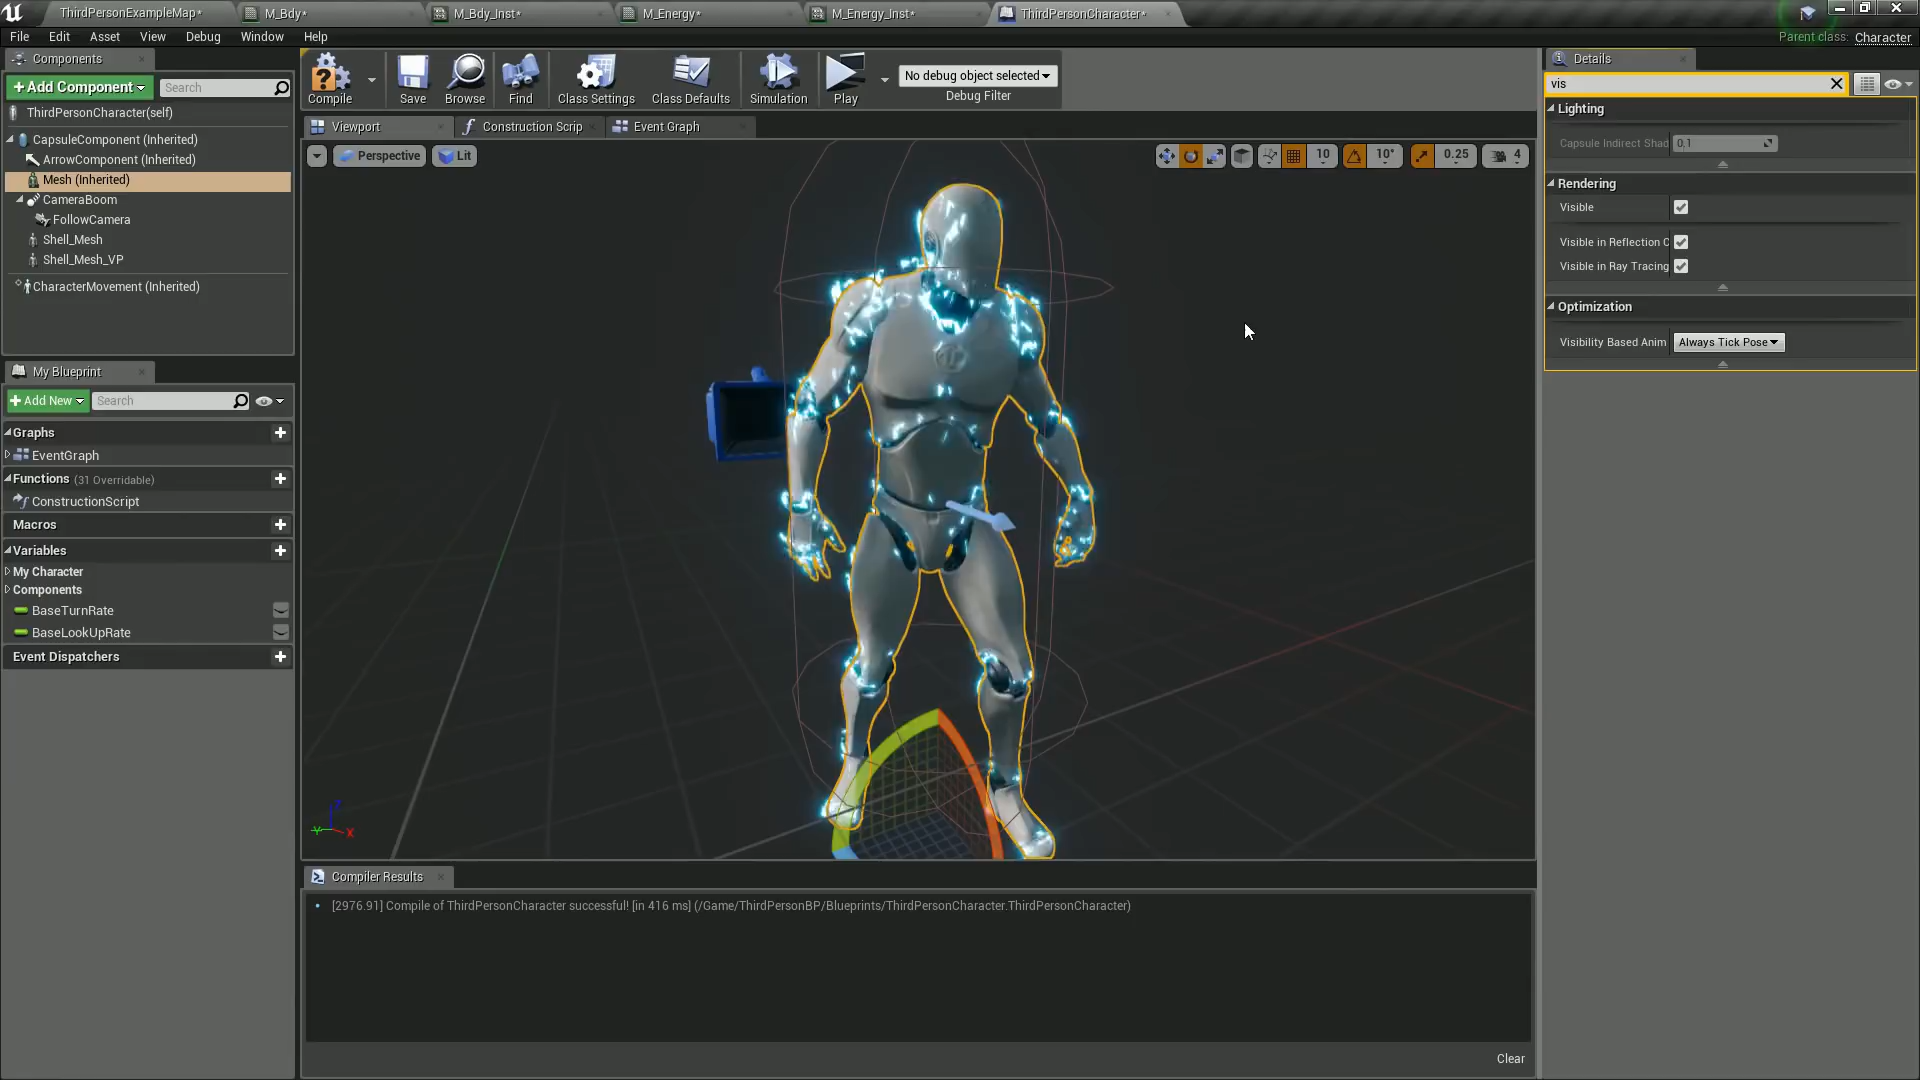 ThirdPersonExampleMap*
M_Bdy*
M_Bdy_Inst*
M_Energy*
M_Energy_Inst*
ThirdPersonCharacter*
File Edit Asset View Debug Window Help
Parent class: Character
Components
+Add Component
Search
ThirdPersonCharacter(self)
CapsuleComponent (Inherited)
ArrowComponent (Inherited)
Mesh (Inherited)
CameraBoom
FollowCamera
Shell_Mesh
Shell_Mesh_VP
CharacterMovement (Inherited)
My Blueprint
+Add New
Search
Graphs
EventGraph
Functions (31 Overridable)
ConstructionScript
Macros
Variables
My Character
Components
BaseTurnRate
BaseLookUpRate
Event Dispatchers
Compile
Save
Browse
Find
Class Settings
Class Defaults
Simulation
Play
No debug object selected
Debug Filter
Viewport
Construction Scrip
Event Graph
Perspective
Lit
10
10°
0.25
4
Z
Y
X
Compiler Results
[2976.91] Compile of ThirdPersonCharacter successful! [in 416 ms] (/Game/ThirdPersonBP/Blueprints/ThirdPersonCharacter.ThirdPersonCharacter)
Clear
Details
vis
Lighting
Capsule Indirect Shad 0.1
Rendering
Visible
Visible in Reflection C
Visible in Ray Tracing
Optimization
Visibility Based Anim Always Tick Pose